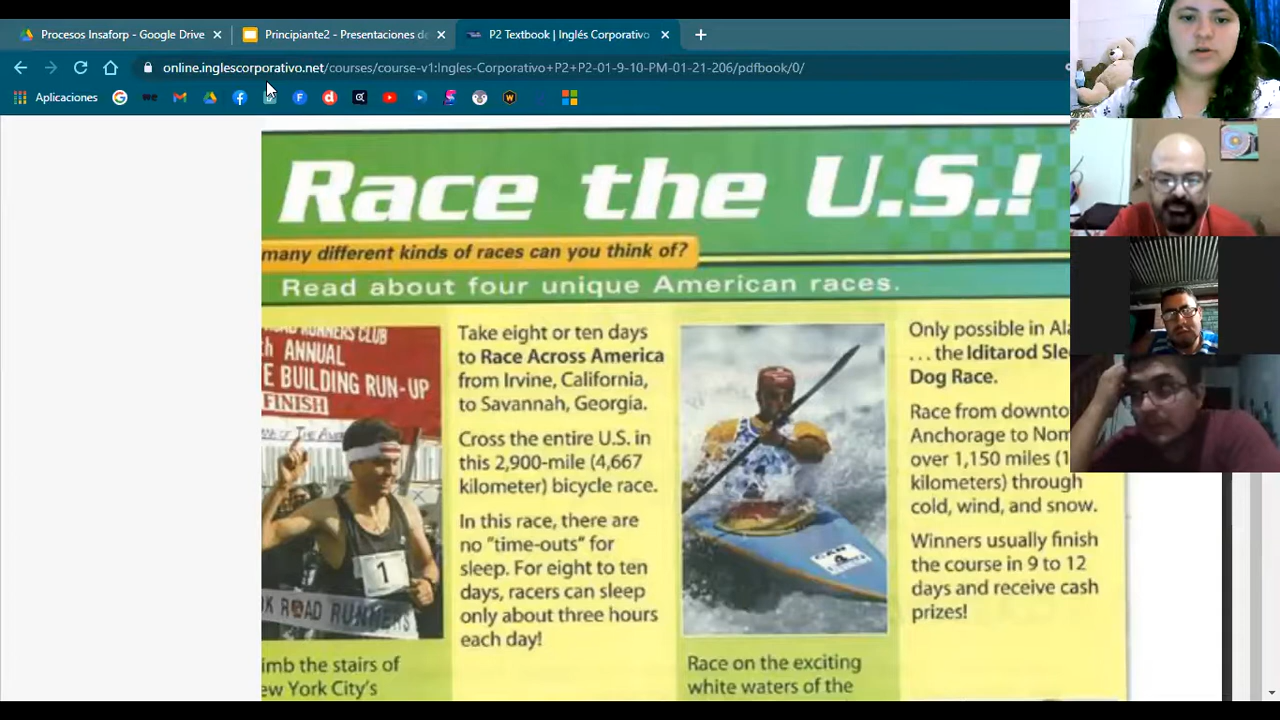 Procesos Insaforp - Google Drive
Principiante2 - Presentaciones de
P2 Textbook | Inglés Corporativo
online.inglescorporativo.net/courses/course-v1:Ingles-Corporativo+P2+P2-01-9-10-PM-01-21-206/pdfbook/0/
Aplicaciones
Race the U.S.!
many different kinds of races can you think of?
Read about four unique American races.
RUNNERS CLUB
ANNUAL
BUILDING RUN-UP
FINISH
1
ROAD RUNNERS
imb the stairs of
ew York City's
Take eight or ten days
to Race Across America
from Irvine, California,
to Savannah, Georgia.
Cross the entire U.S. in
this 2,900-mile (4,667
kilometer) bicycle race.
In this race, there are
no "time-outs" for
sleep. For eight to ten
days, racers can sleep
only about three hours
each day!
Race on the exciting
white waters of the
Only possible in Al
... the Iditarod Sle
Dog Race.
Race from downto
Anchorage to Nom
over 1,150 miles (1
kilometers) through
cold, wind, and snow.
Winners usually finish
the course in 9 to 12
days and receive cash
prizes!